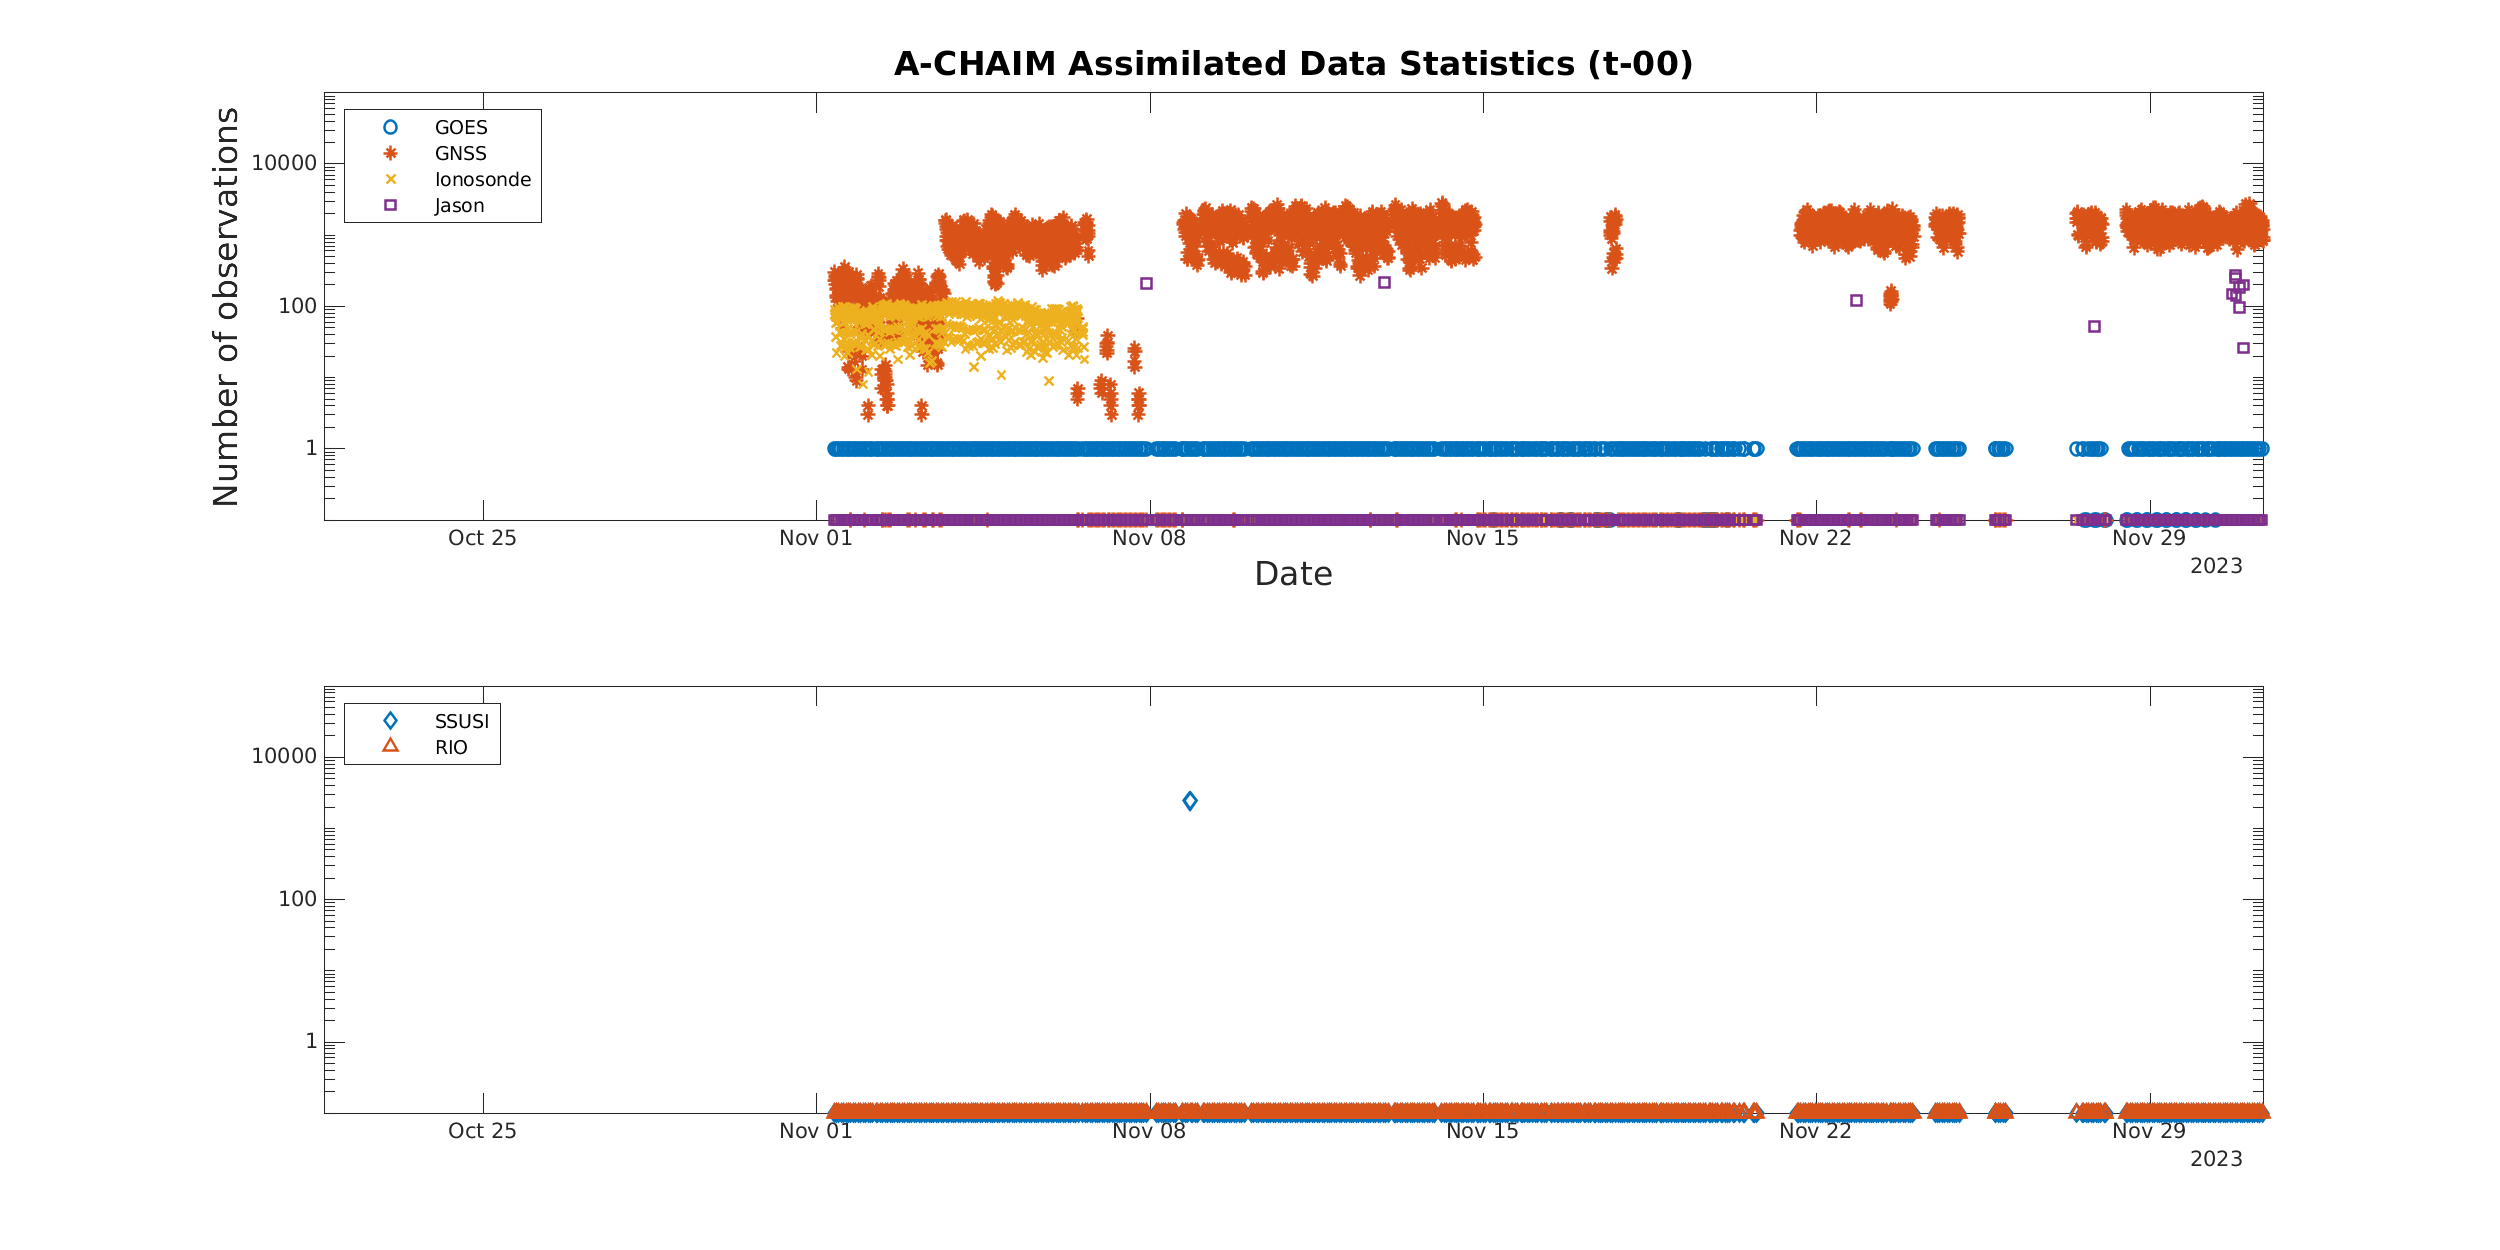 A-CHAIM Assimilated Data Statistics (t-00)
Number of observations
10000
100
1
GOES
GNSS
Ionosonde
Jason
Oct 25
Nov 01
Nov 08
Nov 15
Nov 22
Nov 29
2023
Date
10000
100
1
SSUSI
RIO
Oct 25
Nov 01
Nov 08
Nov 15
Nov 22
Nov 29
2023